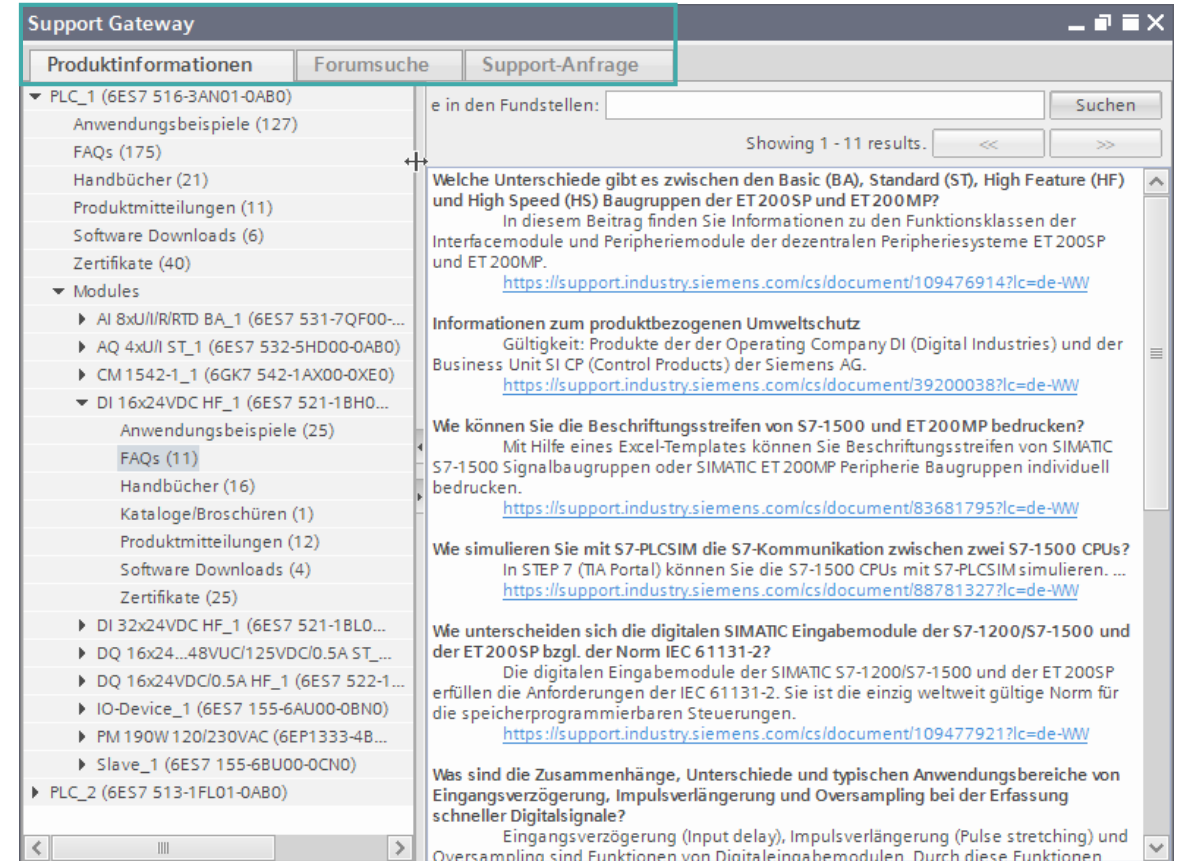 Support Gateway
Produktinformationen Forumsuche Support-Anfrage
PLC_1 (6ES7 516-3AN01-0AB0)
Anwendungsbeispiele (127)
FAQs (175)
Handbücher (21)
Produktmitteilungen (11)
Software Downloads (6)
Zertifikate (40)
Modules
AI 8xU/I/R/RTD BA_1 (6ES7 531-7QF00-...
AQ 4xU/I ST_1 (6ES7 532-5HD00-0AB0)
CM 1542-1_1 (6GK7 542-1AX00-0XE0)
DI 16x24VDC HF_1 (6ES7 521-1BH0...
Anwendungsbeispiele (25)
FAQs (11)
Handbücher (16)
Kataloge/Broschüren (1)
Produktmitteilungen (12)
Software Downloads (4)
Zertifikate (25)
DI 32x24VDC HF_1 (6ES7 521-1BL0...
DQ 16x24...48VUC/125VDC/0.5A ST_...
DQ 16x24VDC/0.5A HF_1 (6ES7 522-1...
IO-Device_1 (6ES7 155-6AU00-0BN0)
PM 190W 120/230VAC (6EP1333-4B...
Slave_1 (6ES7 155-6BU00-0CN0)
PLC_2 (6ES7 513-1FL01-0AB0)
e in den Fundstellen: Suchen
Showing 1 - 11 results. << >>
Welche Unterschiede gibt es zwischen den Basic (BA), Standard (ST), High Feature (HF)
und High Speed (HS) Baugruppen der ET 200SP und ET 200MP?
In diesem Beitrag finden Sie Informationen zu den Funktionsklassen der
Interfacemodule und Peripheriemodule der dezentralen Peripheriesysteme ET 200SP
und ET 200MP.
https://support.industry.siemens.com/cs/document/109476914?lc=de-WW
Informationen zum produktbezogenen Umweltschutz
Gültigkeit: Produkte der der Operating Company DI (Digital Industries) und der
Business Unit SI CP (Control Products) der Siemens AG.
https://support.industry.siemens.com/cs/document/39200038?lc=de-WW
Wie können Sie die Beschriftungsstreifen von S7-1500 und ET 200MP bedrucken?
Mit Hilfe eines Excel-Templates können Sie Beschriftungsstreifen von SIMATIC
S7-1500 Signalbaugruppen oder SIMATIC ET 200MP Peripherie Baugruppen individuell
bedrucken.
https://support.industry.siemens.com/cs/document/83681795?lc=de-WW
Wie simulieren Sie mit S7-PLCSIM die S7-Kommunikation zwischen zwei S7-1500 CPUs?
In STEP 7 (TIA Portal) können Sie die S7-1500 CPUs mit S7-PLCSIM simulieren. ...
https://support.industry.siemens.com/cs/document/88781327?lc=de-WW
Wie unterscheiden sich die digitalen SIMATIC Eingabemodule der S7-1200/S7-1500 und
der ET 200SP bzgl. der Norm IEC 61131-2?
Die digitalen Eingabemodule der SIMATIC S7-1200/S7-1500 und der ET 200SP
erfüllen die Anforderungen der IEC 61131-2. Sie ist die einzig weltweit gültige Norm für
die speicherprogrammierbaren Steuerungen.
https://support.industry.siemens.com/cs/document/109477921?lc=de-WW
Was sind die Zusammenhänge, Unterschiede und typischen Anwendungsbereiche von
Eingangsverzögerung, Impulsverlängerung und Oversampling bei der Erfassung
schneller Digitalsignale?
Eingangsverzögerung (Input delay), Impulsverlängerung (Pulse stretching) und
Oversampling sind Funktionen von Digitaleingabemodulen. Durch diese Funktionen